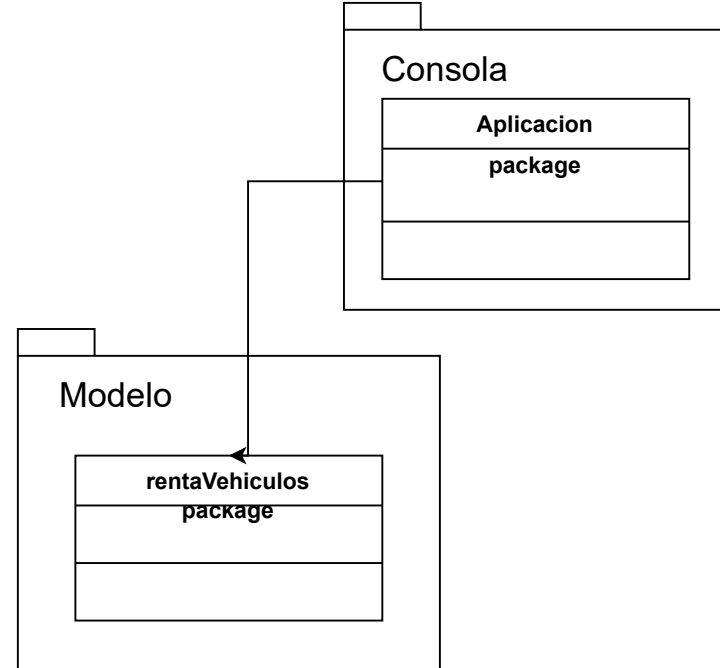 Consola
Aplicacion
package
Modelo
rentaVehiculos
package